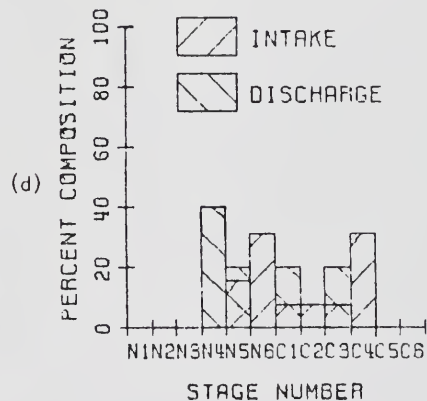 (d)
PERCENT COMPOSITION
100
80
60
40
20
0
INTAKE
DISCHARGE
N1N2N3N4N5N6C1C2C3C4C5C6
STAGE NUMBER